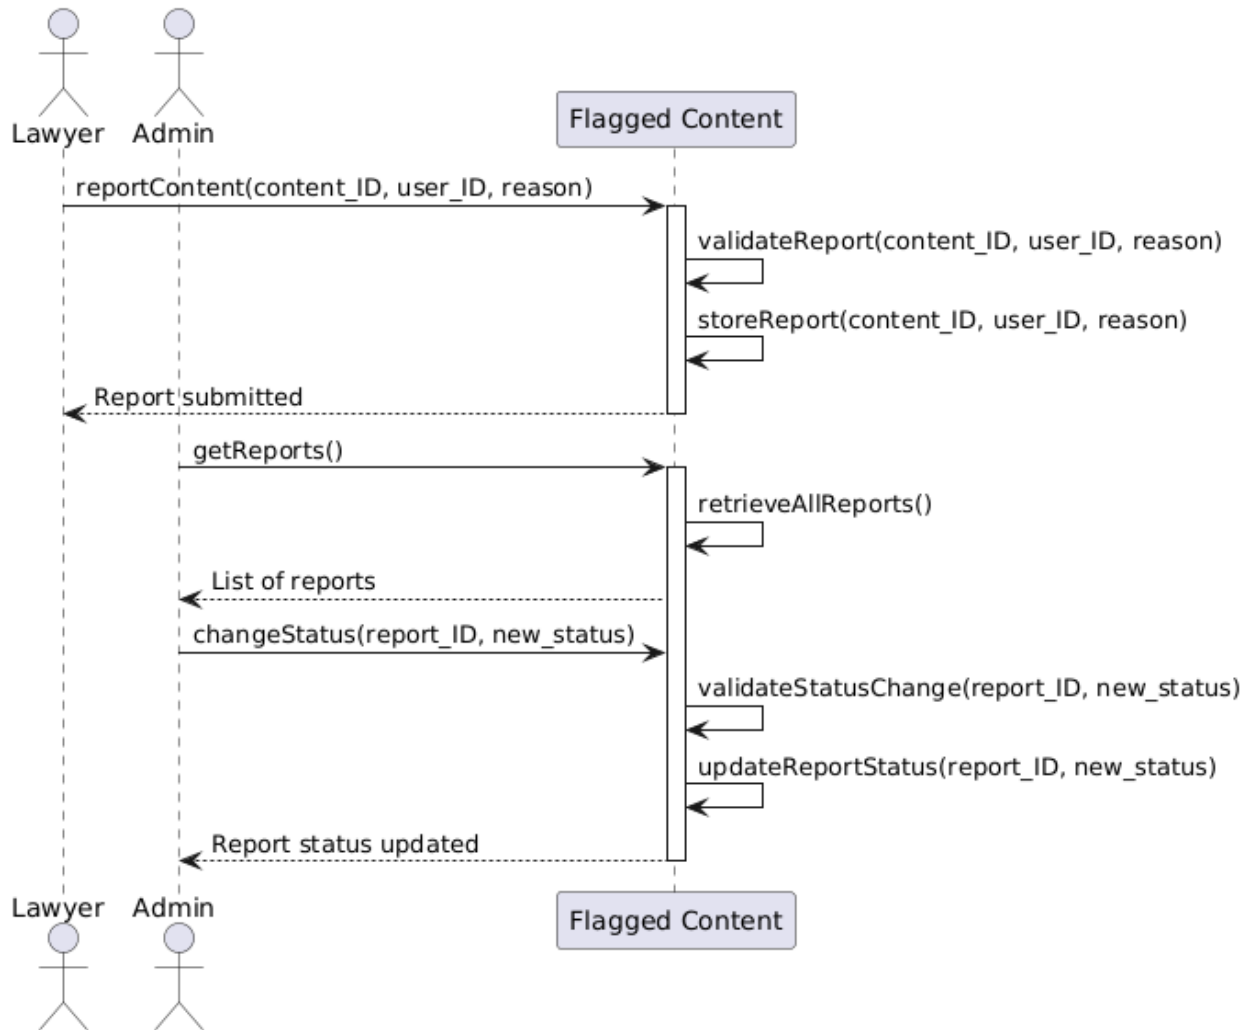 Lawyer Admin
Flagged Content
reportContent(content_ID, user_ID, reason)
validateReport(content_ID, user_ID, reason)
storeReport(content_ID, user_ID, reason)
Report submitted
getReports()
retrieveAllReports()
List of reports
changeStatus(report_ID, new_status)
validateStatusChange(report_ID, new_status)
updateReportStatus(report_ID, new_status)
Report status updated
Lawyer Admin
Flagged Content